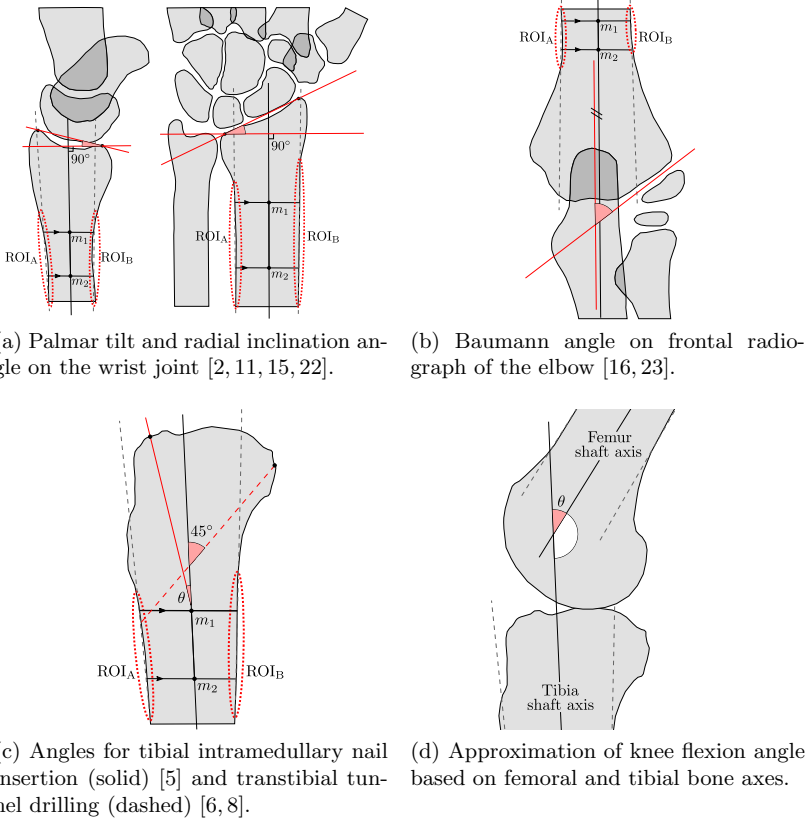 90°
90°
m1
m1
ROIA
ROIB
ROIA
ROIB
m2
m2
(a) Palmar tilt and radial inclination an-
gle on the wrist joint [2, 11, 15, 22].
ROIA
m1
ROIB
m2
(b) Baumann angle on frontal radio-
graph of the elbow [16, 23].
45°
θ
m1
ROIA
ROIB
m2
(c) Angles for tibial intramedullary nail
insertion (solid) [5] and transtibial tun-
nel drilling (dashed) [6, 8].
Femur
shaft axis
θ
Tibia
shaft axis
(d) Approximation of knee flexion angle
based on femoral and tibial bone axes.